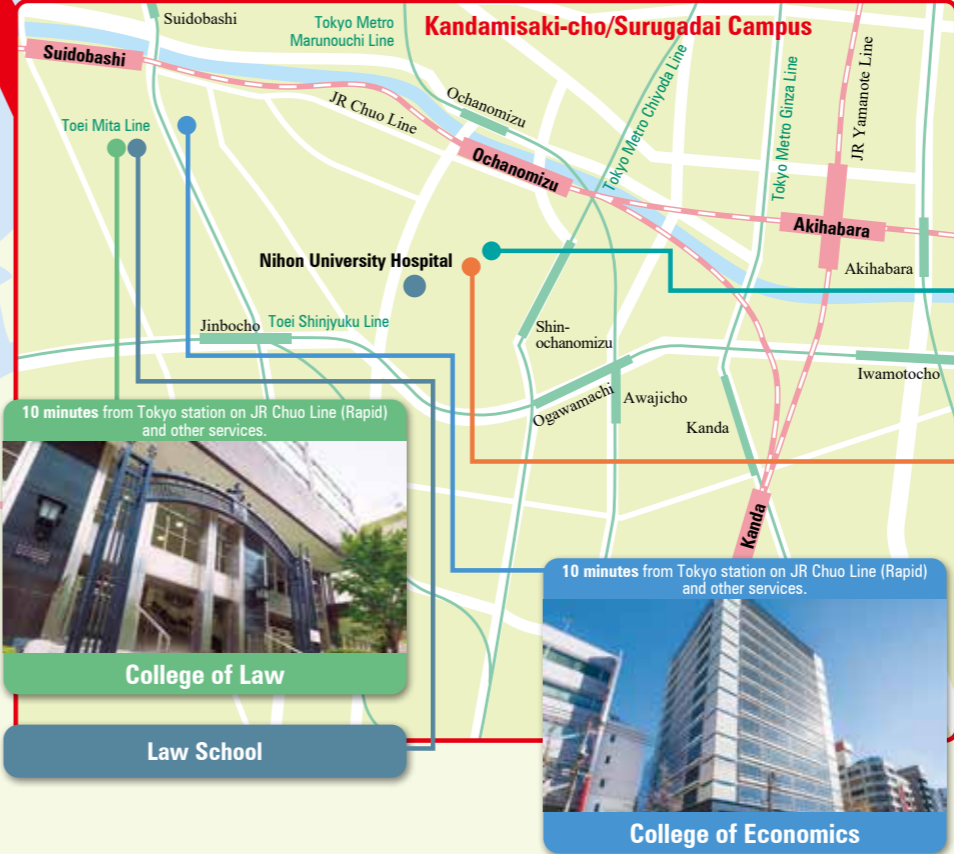 Kandamisaki-cho/Surugadai Campus
Suidobashi
Tokyo Metro
Marunouchi Line
Suidobashi
Toei Mita Line
JR Chuo Line
Ochanomizu
Ochanomizu
Tokyo Metro Chiyoda Line
Tokyo Metro Ginza Line
JR Yamanote Line
Akihabara
Akihabara
Nihon University Hospital
Jinbocho
Toei Shinjyuku Line
Shin-
ochanomizu
Ogawamachi
Awajicho
Iwamotocho
Kanda
Kanda
10 minutes from Tokyo station on JR Chuo Line (Rapid)
and other services.
College of Law
Law School
10 minutes from Tokyo station on JR Chuo Line (Rapid)
and other services.
College of Economics